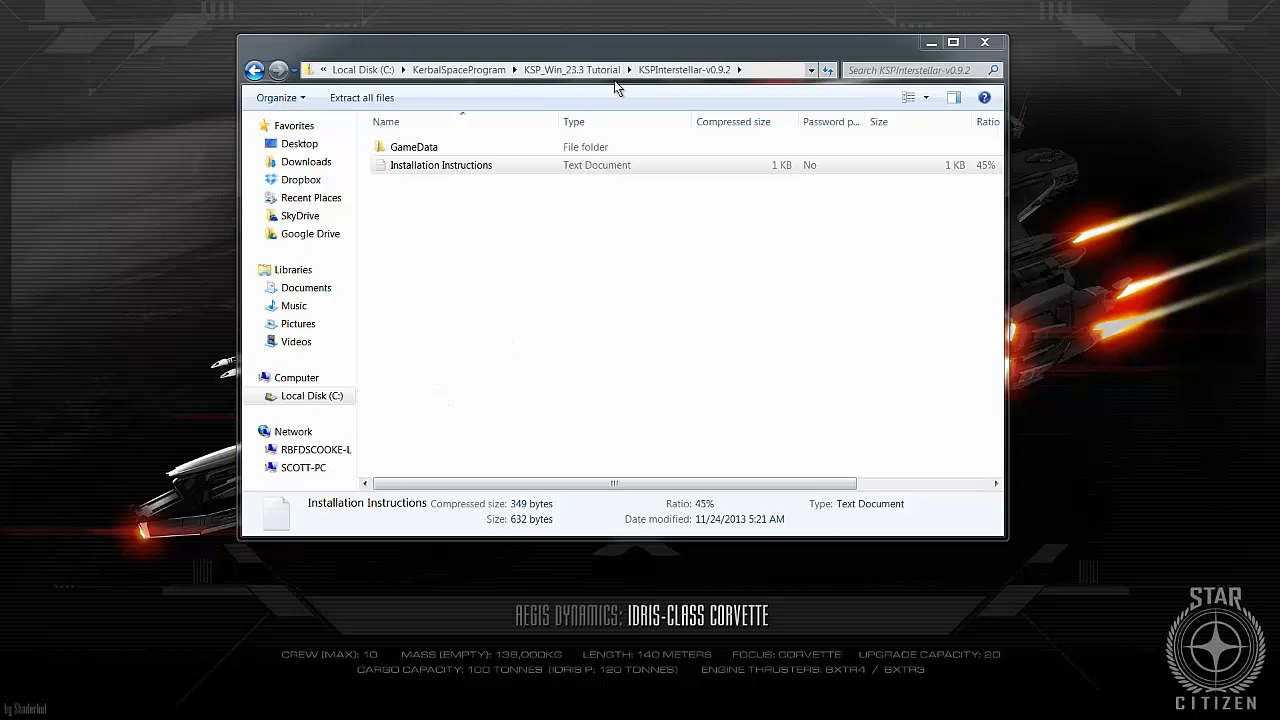 « Local Disk (C:) KerbalSpaceProgram KSP_Win_23.3 Tutorial KSPInterstellar-v0.9.2
Search KSPInterstellar-v0.9.2
Organize Extract all files
Name Type Compressed size Password p... Size Ratio
GameData File folder
Installation Instructions Text Document 1 KB No 1 KB 45%
Favorites
Desktop
Downloads
Dropbox
Recent Places
SkyDrive
Google Drive
Libraries
Documents
Music
Pictures
Videos
Computer
Local Disk (C:)
Network
RBFDSCOOKE-L
SCOTT-PC
Installation Instructions Compressed size: 349 bytes Ratio: 45% Type: Text Document
Size: 632 bytes Date modified: 11/24/2013 5:21 AM
AEGIS DYNAMICS: IDRIS-CLASS CORVETTE
CREW (MAX): 10 MASS (EMPTY): 138,000KG LENGTH: 140 METERS FOCUS: CORVETTE UPGRADE CAPACITY: 20
CARGO CAPACITY: 100 TONNES (IDRIS P: 120 TONNES) ENGINE THRUSTERS: 8XTR4 / 8XTR3
STAR
CITIZEN
by Shaderkul